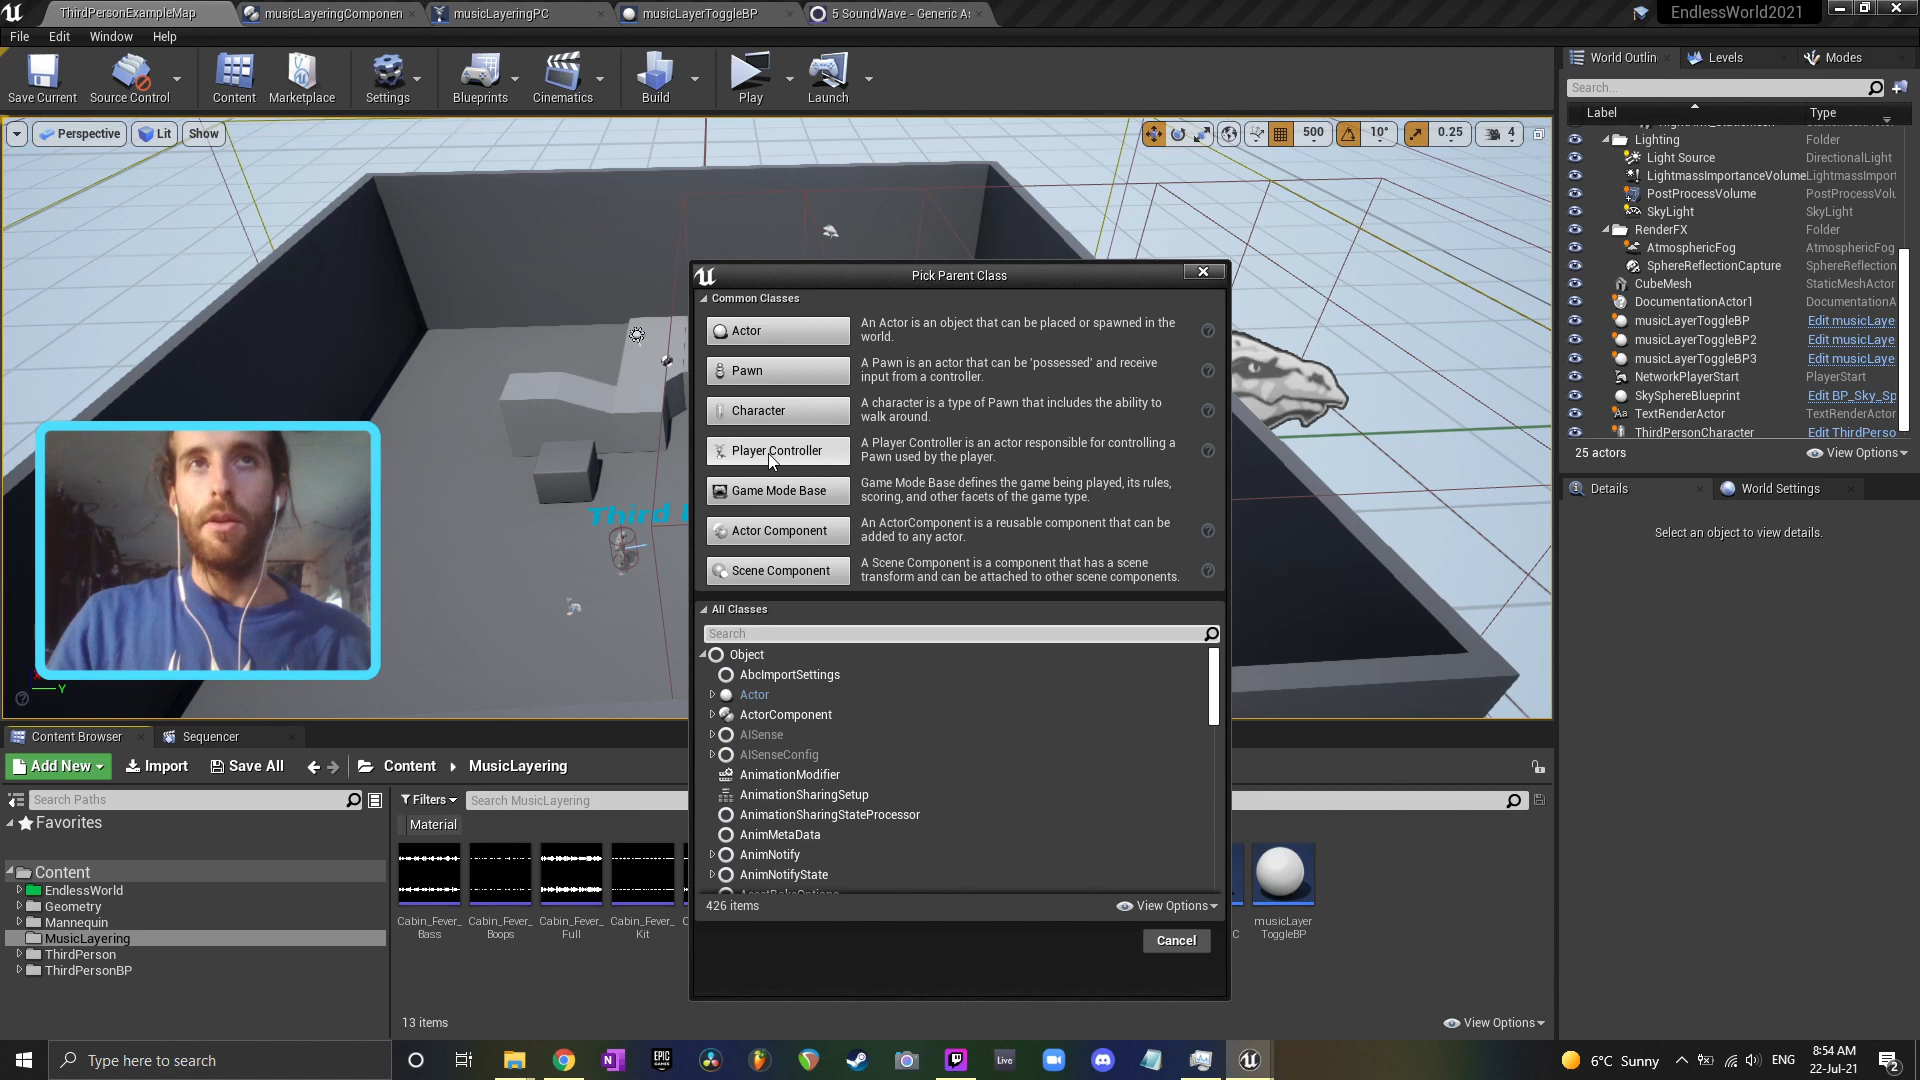 ThirdPersonExampleMap
musicLayeringComponen
musicLayeringPC
musicLayerToggleBP
5 SoundWave - Generic As
EndlessWorld2021
File Edit Window Help
Save Current
Source Control
Content
Marketplace
Settings
Blueprints
Cinematics
Build
Play
Launch
Perspective
Lit
Show
500
10°
0.25
4
World Outlin
Levels
Modes
Search...
Label
Type
Lighting Folder
Light Source DirectionalLight
LightmassImportanceVolume LightmassImport
PostProcessVolume PostProcessVolu
SkyLight SkyLight
RenderFX Folder
AtmosphericFog AtmosphericFog
SphereReflectionCapture SphereReflection
CubeMesh StaticMeshActor
DocumentationActor1 DocumentationA
musicLayerToggleBP Edit musicLaye
musicLayerToggleBP2 Edit musicLaye
musicLayerToggleBP3 Edit musicLaye
NetworkPlayerStart PlayerStart
SkySphereBlueprint Edit BP_Sky_Sp
TextRenderActor TextRenderActor
ThirdPersonCharacter Edit ThirdPerso
25 actors
View Options
Details
World Settings
Select an object to view details.
Pick Parent Class
Common Classes
Actor
An Actor is an object that can be placed or spawned in the
world.
Pawn
A Pawn is an actor that can be 'possessed' and receive
input from a controller.
Character
A character is a type of Pawn that includes the ability to
walk around.
Player Controller
A Player Controller is an actor responsible for controlling a
Pawn used by the player.
Game Mode Base
Game Mode Base defines the game being played, its rules,
scoring, and other facets of the game type.
Actor Component
An ActorComponent is a reusable component that can be
added to any actor.
Scene Component
A Scene Component is a component that has a scene
transform and can be attached to other scene components.
All Classes
Search
Object
AbcImportSettings
Actor
ActorComponent
AISense
AISenseConfig
AnimationModifier
AnimationSharingSetup
AnimationSharingStateProcessor
AnimMetaData
AnimNotify
AnimNotifyState
426 items
View Options
Cancel
Third
Y
Content Browser
Sequencer
Add New
Import
Save All
Content
MusicLayering
Search Paths
Filters
Search MusicLayering
Favorites
Material
Content
EndlessWorld
Geometry
Mannequin
MusicLayering
ThirdPerson
ThirdPersonBP
Cabin_Fever_
Bass
Cabin_Fever_
Boops
Cabin_Fever_
Full
Cabin_Fever_
Kit
C
musicLayer
ToggleBP
13 items
View Options
Type here to search
EPIC
GAMES
Live
6°C Sunny
ENG
8:54 AM
22-Jul-21
2